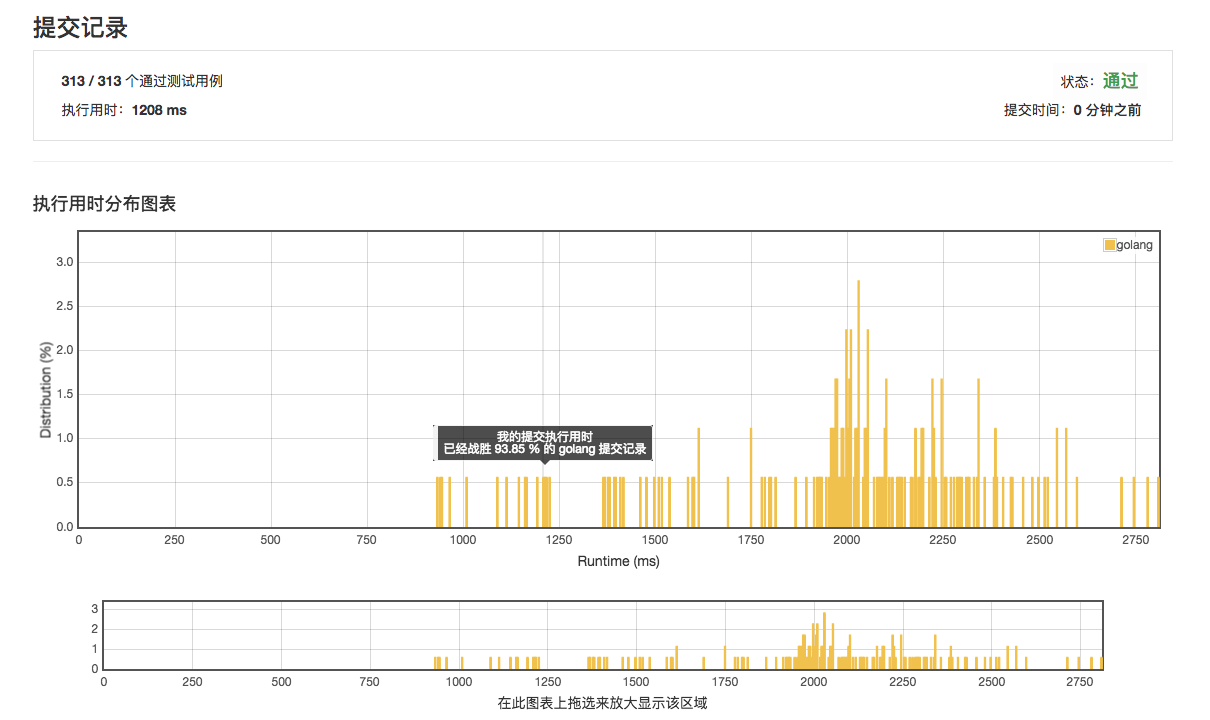 提交记录
313 / 313 个通过测试用例
状态：通过
执行用时：1208 ms
提交时间：0 分钟之前
执行用时分布图表
golang
3.0
2.5
2.0
1.5
1.0
0.5
0.0
Distribution (%)
我的提交执行用时
已经战胜 93.85 % 的 golang 提交记录
0 250 500 750 1000 1250 1500 1750 2000 2250 2500 2750
Runtime (ms)
3
2
1
0
0 250 500 750 1000 1250 1500 1750 2000 2250 2500 2750
在此图表上拖选来放大显示该区域